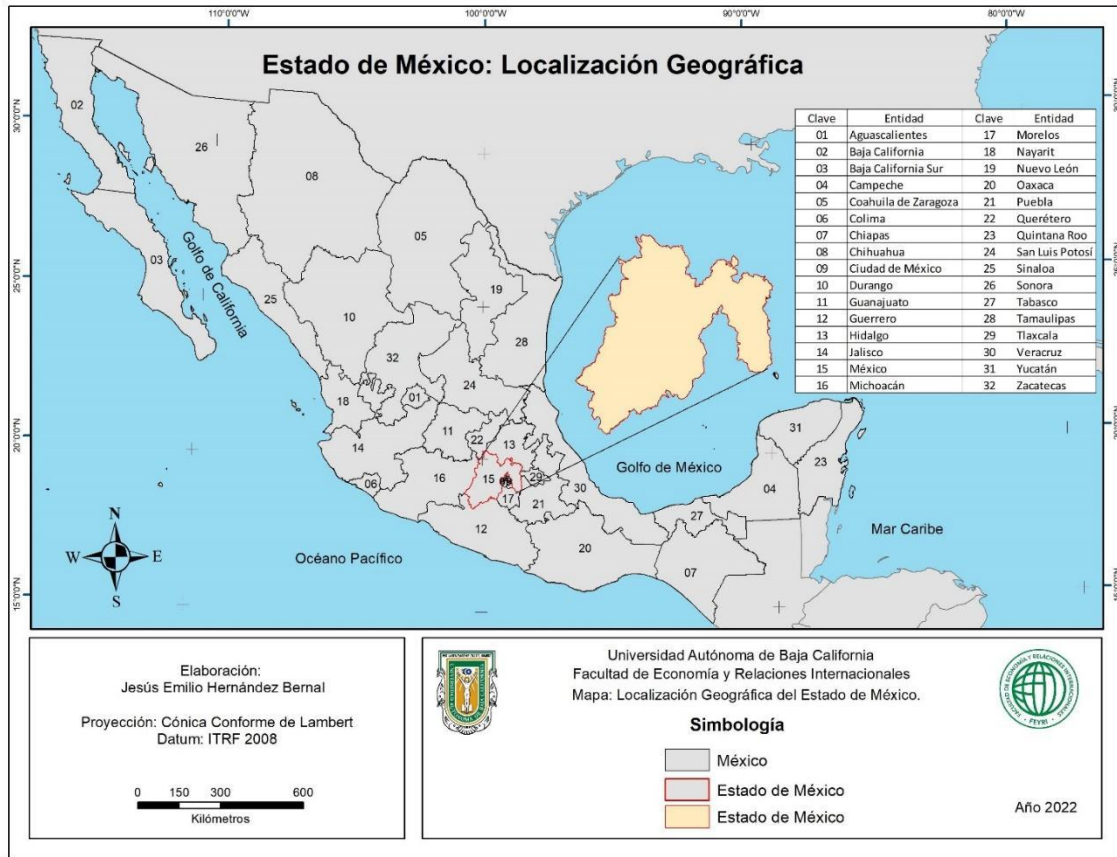 110°0'0"W 100°0'0"W 90°0'0"W 80°0'0"W
Estado de México: Localización Geográfica
Clave Entidad Clave Entidad
01 Aguascalientes 17 Morelos
02 Baja California 18 Nayarit
03 Baja California Sur 19 Nuevo León
04 Campeche 20 Oaxaca
05 Coahuila de Zaragoza 21 Puebla
06 Colima 22 Querétero
07 Chiapas 23 Quintana Roo
08 Chihuahua 24 San Luis Potosí
09 Ciudad de México 25 Sinaloa
10 Durango 26 Sonora
11 Guanajuato 27 Tabasco
12 Guerrero 28 Tamaulipas
13 Hidalgo 29 Tlaxcala
14 Jalisco 30 Veracruz
15 México 31 Yucatán
16 Michoacán 32 Zacatecas
30°0'0"N
25°0'0"N
20°0'0"N
15°0'0"N
02
26
08
03
05
Golfo de California
25
10
19
32
28
24
18
01
11
22
13
14
06
16
15
29
17
21
30
12
20
27
07
04
31
23
Golfo de México
Mar Caribe
Océano Pacífico
N
W E
S
Elaboración:
Jesús Emilio Hernández Bernal
Proyección: Cónica Conforme de Lambert
Datum: ITRF 2008
0 150 300 600
Kilómetros
Universidad Autónoma de Baja California
Facultad de Economía y Relaciones Internacionales
Mapa: Localización Geográfica del Estado de México.
Simbología
México
Estado de México
Estado de México
Año 2022
FACULTAD DE ECONOMÍA Y RELACIONES INTERNACIONALES
FEYRI